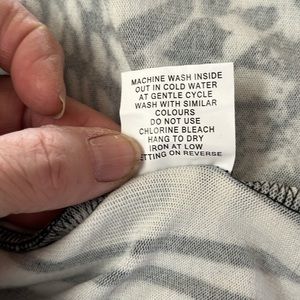 MACHINE WASH INSIDE
OUT IN COLD WATER
AT GENTLE CYCLE
WASH WITH SIMILAR
COLOURS
DO NOT USE
CHLORINE BLEACH
HANG TO DRY
IRON AT LOW
ETTING ON REVERSE